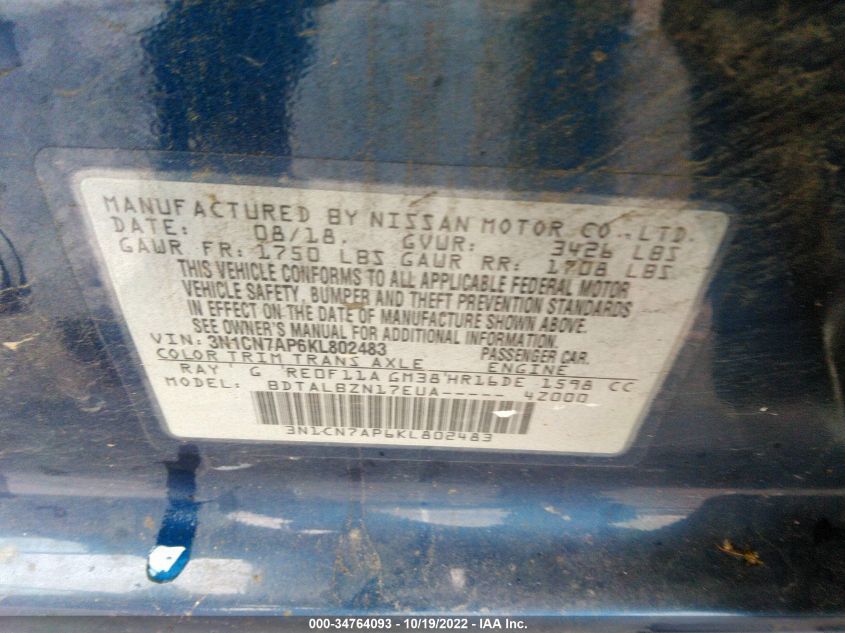 MANUFACTURED BY NISSAN MOTOR CO.,LTD.
DATE: 08/18. GVWR: 3426 LBS
GAWR FR: 1750 LBS GAWR RR: 1708 LBS
THIS VEHICLE CONFORMS TO ALL APPLICABLE FEDERAL MOTOR
VEHICLE SAFETY, BUMPER AND THEFT PREVENTION STANDARDS
IN EFFECT ON THE DATE OF MANUFACTURE SHOWN ABOVE.
SEE OWNER'S MANUAL FOR ADDITIONAL INFORMATION.
VIN: 3N1CN7AP6KL802483 PASSENGER CAR.
COLOR TRIM TRANS AXLE ENGINE
RAY G RE0F11A GM38 HR16DE 1598 CC
MODEL: BDTALBZN17EUA----- 4Z000
3N1CN7AP6KL802483
000-34764093 - 10/19/2022 - IAA Inc.